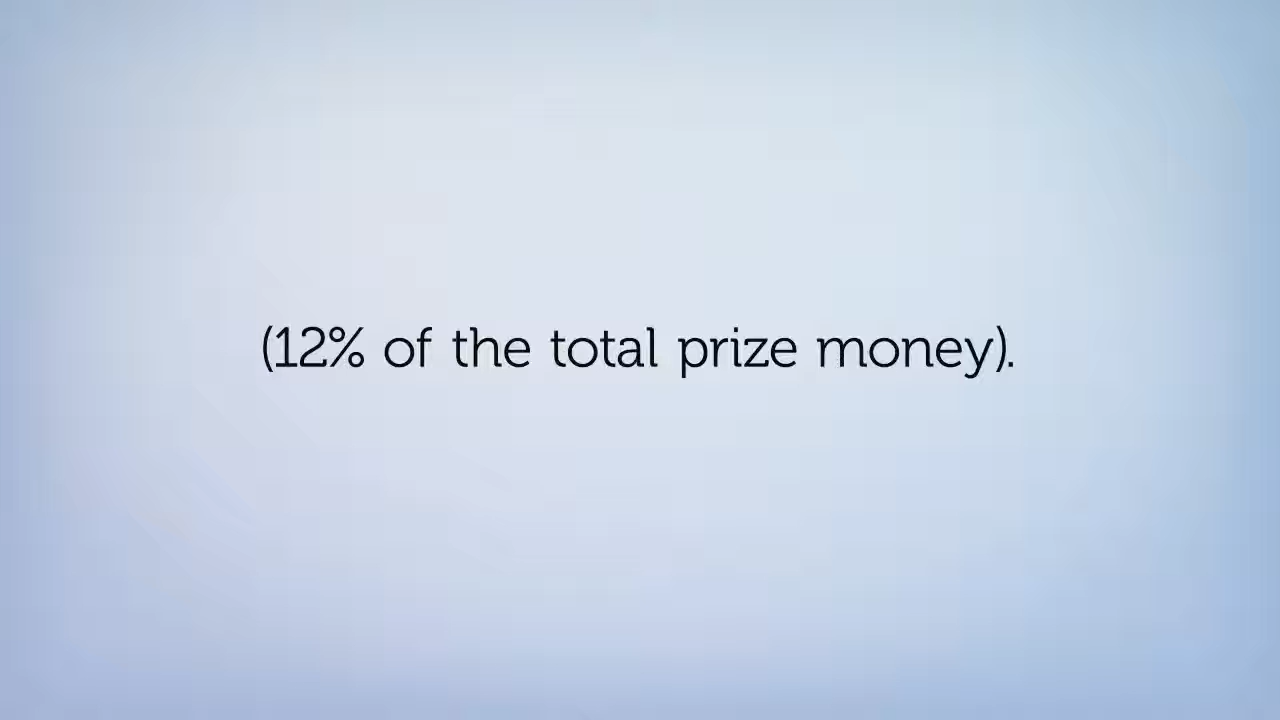 (12% of the total prize money).